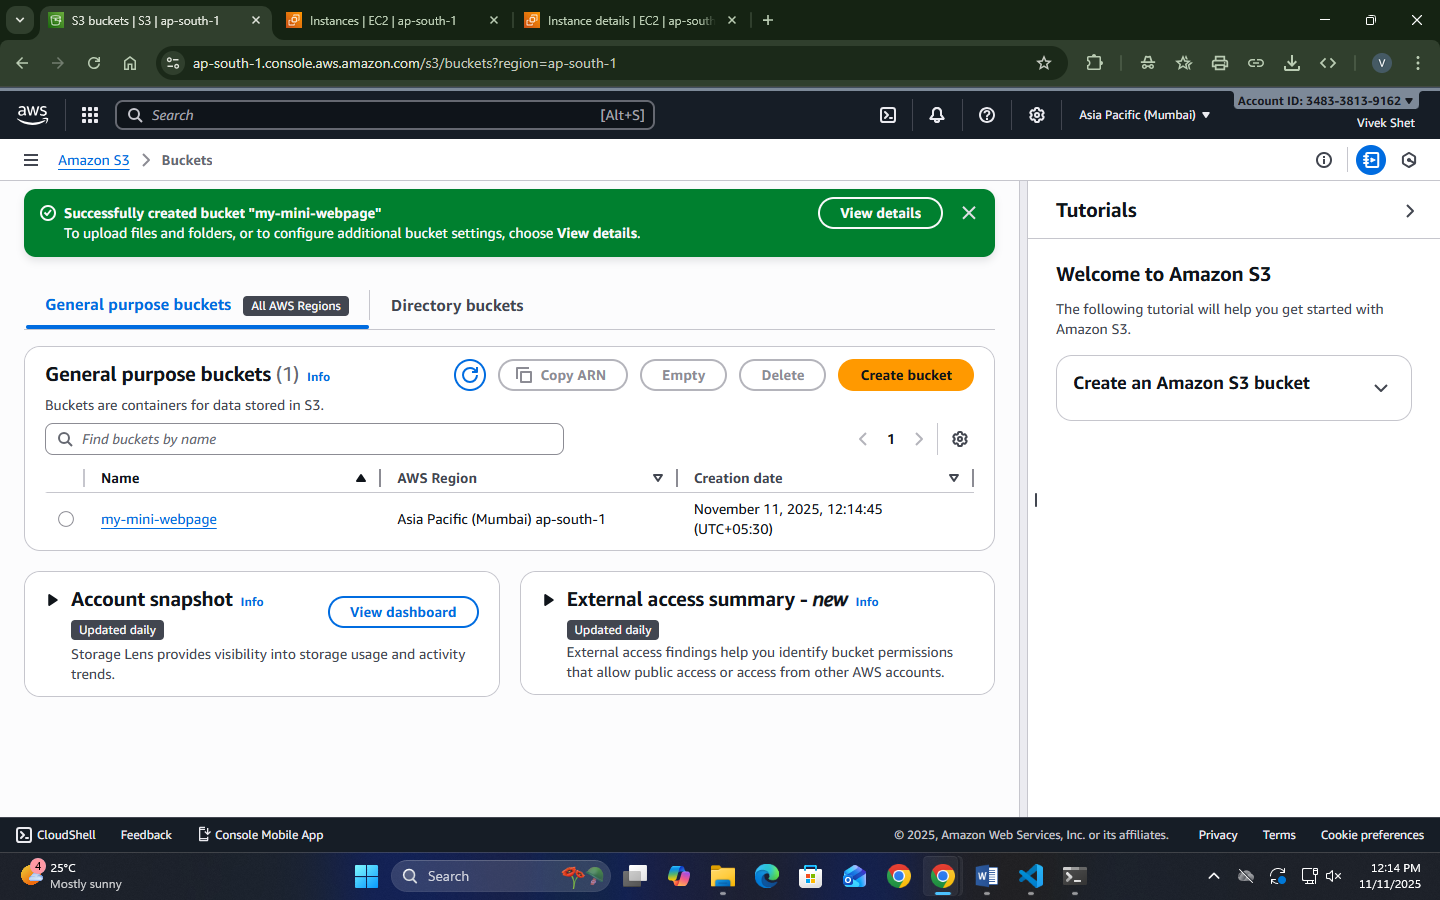 S3 buckets | S3 | ap-south-1
Instances | EC2 | ap-south-1
Instance details | EC2 | ap-south
ap-south-1.console.aws.amazon.com/s3/buckets?region=ap-south-1
V
aws
Search
[Alt+S]
Asia Pacific (Mumbai)
Account ID: 3483-3813-9162
Vivek Shet
Amazon S3
Buckets
Successfully created bucket "my-mini-webpage"
To upload files and folders, or to configure additional bucket settings, choose View details.
View details
Tutorials
Welcome to Amazon S3
The following tutorial will help you get started with
Amazon S3.
Create an Amazon S3 bucket
General purpose buckets
All AWS Regions
Directory buckets
General purpose buckets (1)
Info
Copy ARN
Empty
Delete
Create bucket
Buckets are containers for data stored in S3.
Find buckets by name
1
Name
AWS Region
Creation date
my-mini-webpage
Asia Pacific (Mumbai) ap-south-1
November 11, 2025, 12:14:45
(UTC+05:30)
Account snapshot
Info
View dashboard
Updated daily
Storage Lens provides visibility into storage usage and activity
trends.
External access summary - new
Info
Updated daily
External access findings help you identify bucket permissions
that allow public access or access from other AWS accounts.
CloudShell
Feedback
Console Mobile App
© 2025, Amazon Web Services, Inc. or its affiliates.
Privacy
Terms
Cookie preferences
4
25°C
Mostly sunny
Search
12:14 PM
11/11/2025